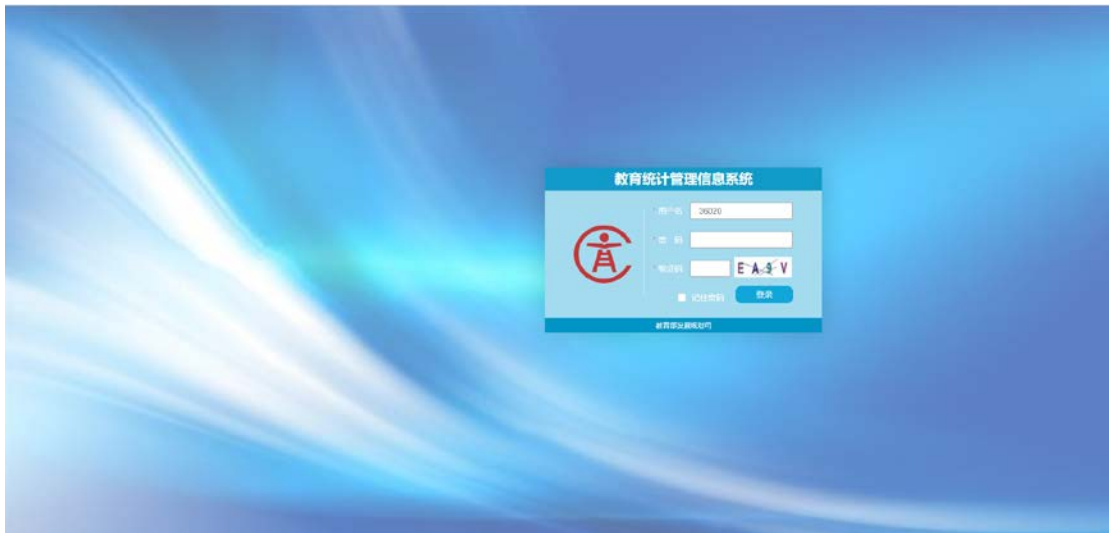 教育统计管理信息系统
*用户名 36020
*密 码
*验证码 E A 9 V
记住密码 登录
教育部发展规划司